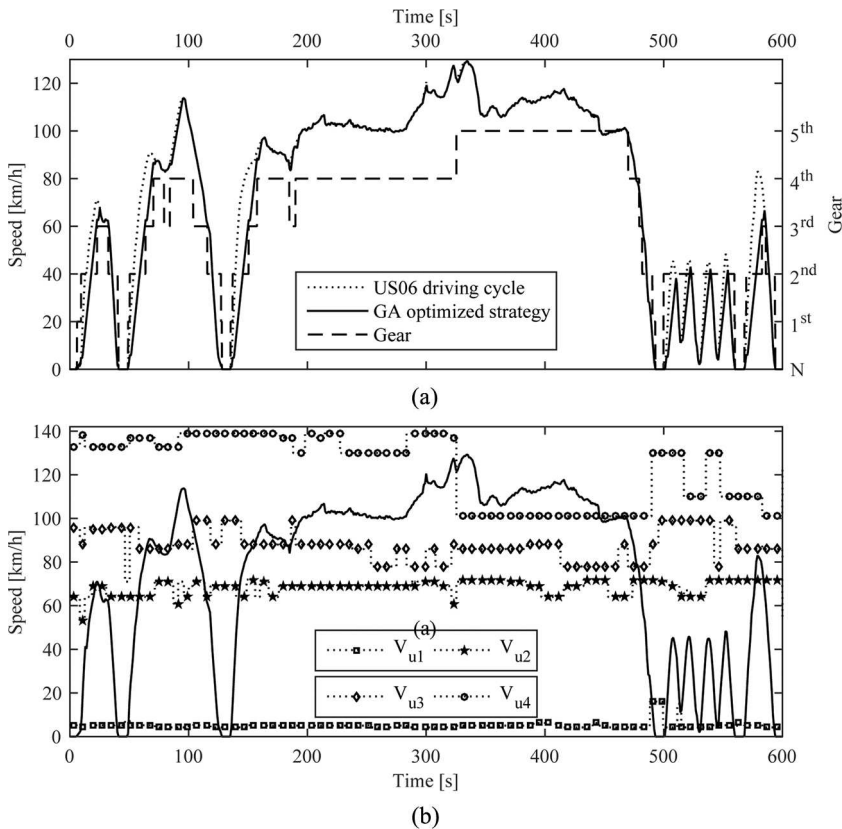 Time [s]
0 100 200 300 400 500 600
120
100 5th
80 4th
60 3rd
40 2nd
20 1st
0 N
Speed [km/h]
Gear
US06 driving cycle
GA optimized strategy
Gear
(a)
140
120
100
80
60
40
20
0
Speed [km/h]
(a)
Vu1 Vu2
Vu3 Vu4
0 100 200 300 400 500 600
Time [s]
(b)